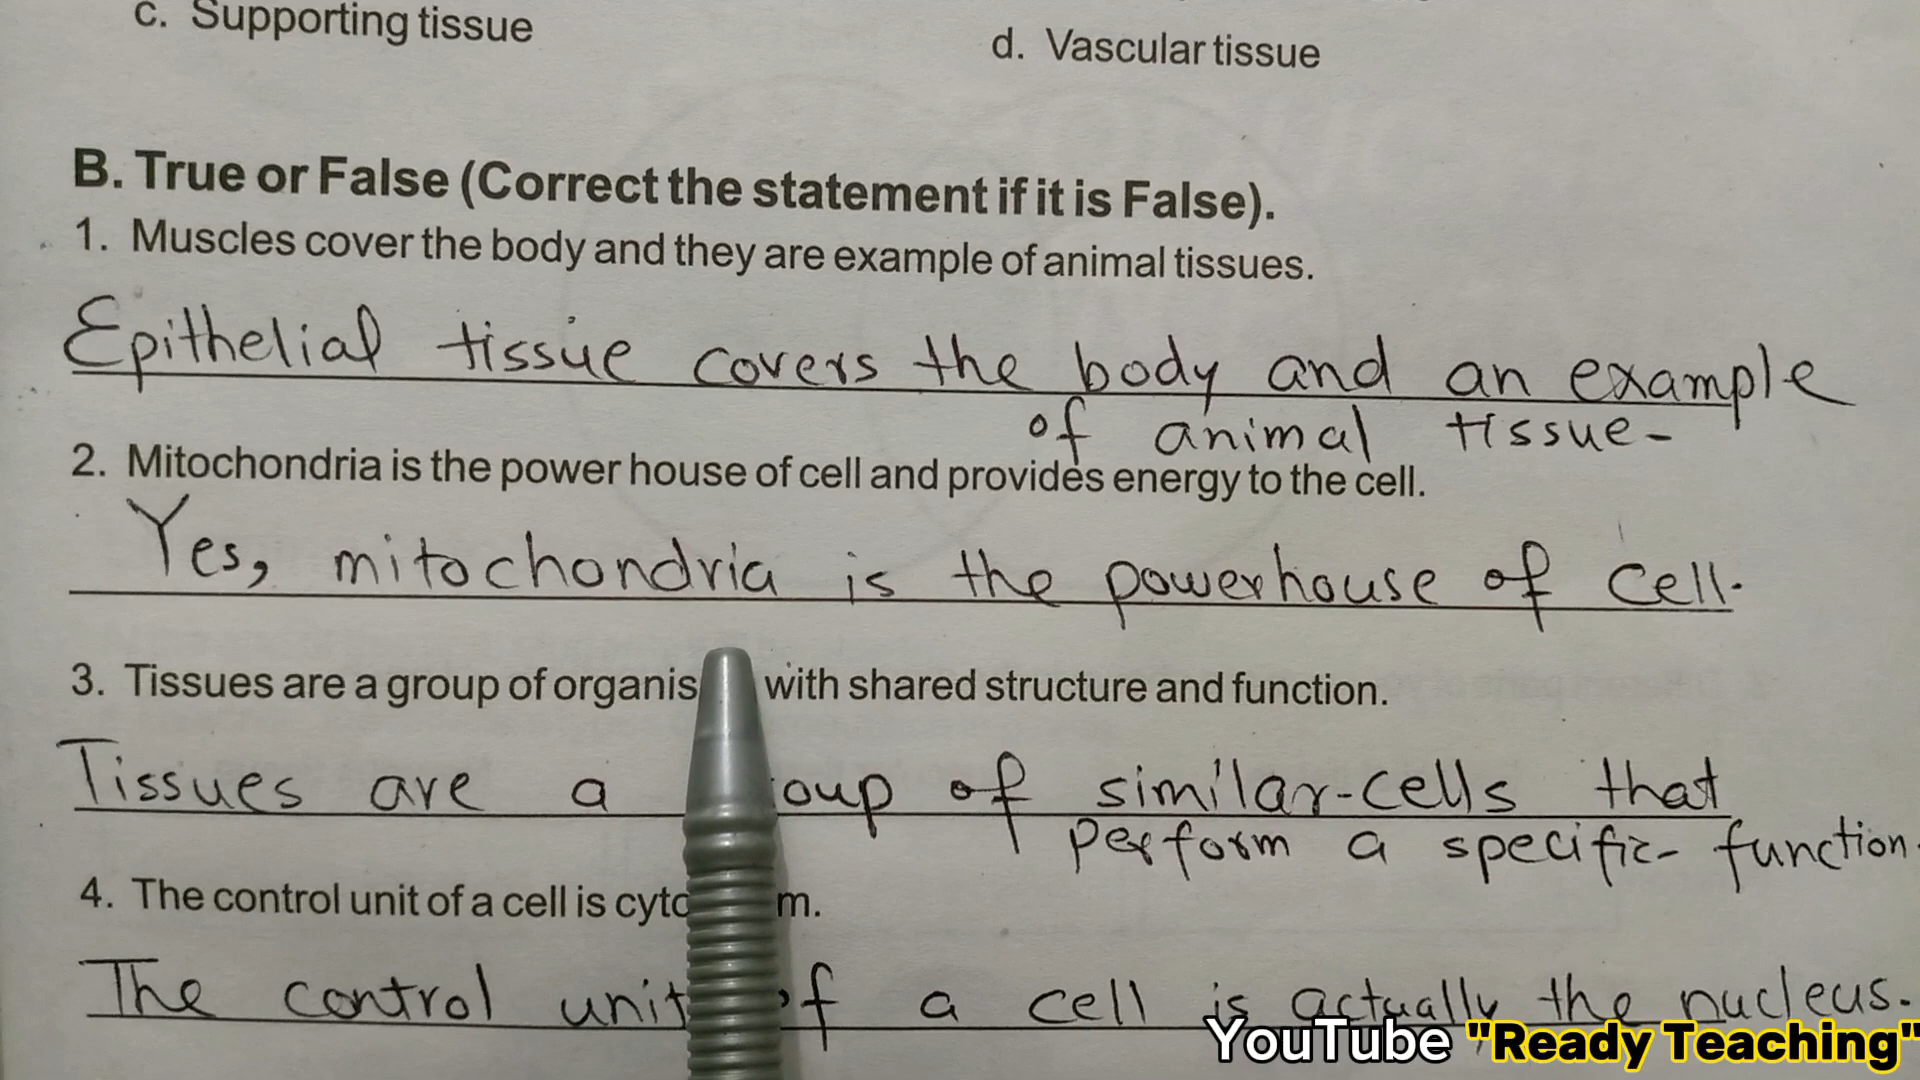 c. Supporting tissue
d. Vascular tissue
B. True or False (Correct the statement if it is False).
1. Muscles cover the body and they are example of animal tissues.
Epithelial tissue covers the body and an example
of animal tissue-
2. Mitochondria is the power house of cell and provides energy to the cell.
Yes, mitochondria is the powerhouse of cell.
3. Tissues are a group of with shared structure and function.
Tissues are a of similar-cells that
perform a specific- function.
4. The control unit of a cell is
The control unit of a cell is actually the nucleus.
YouTube "Ready Teaching"